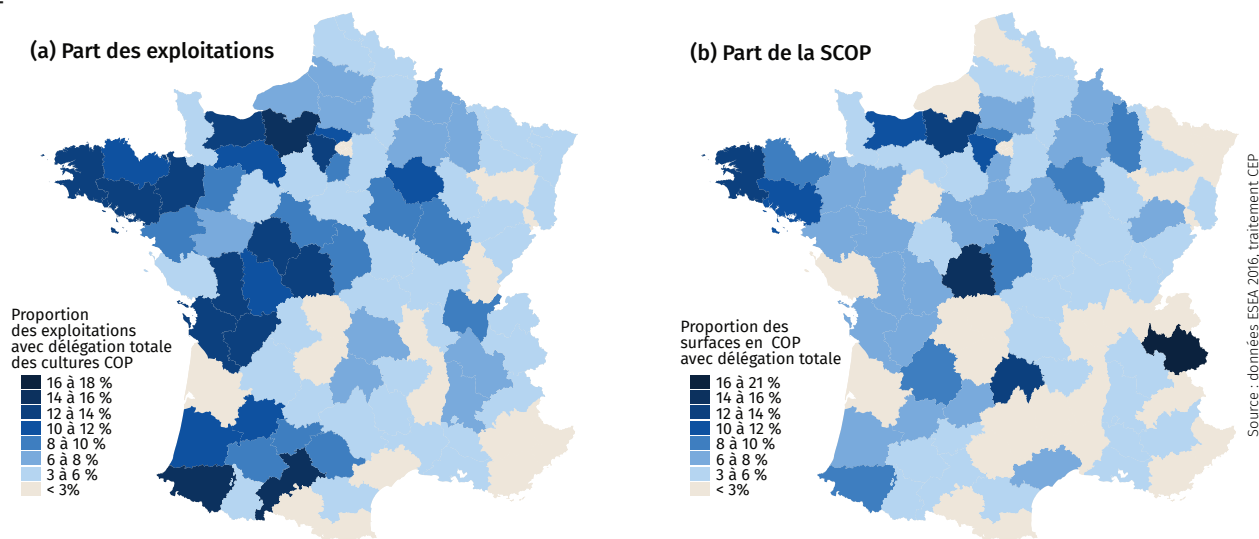 (a) Part des exploitations
Proportion
des exploitations
avec délégation totale
des cultures COP
16 à 18 %
14 à 16 %
12 à 14 %
10 à 12 %
8 à 10 %
6 à 8 %
3 à 6 %
< 3%
(b) Part de la SCOP
Proportion des
surfaces en COP
avec délégation totale
16 à 21 %
14 à 16 %
12 à 14 %
10 à 12 %
8 à 10 %
6 à 8 %
3 à 6 %
< 3%
Source : données ESEA 2016, traitement CEP